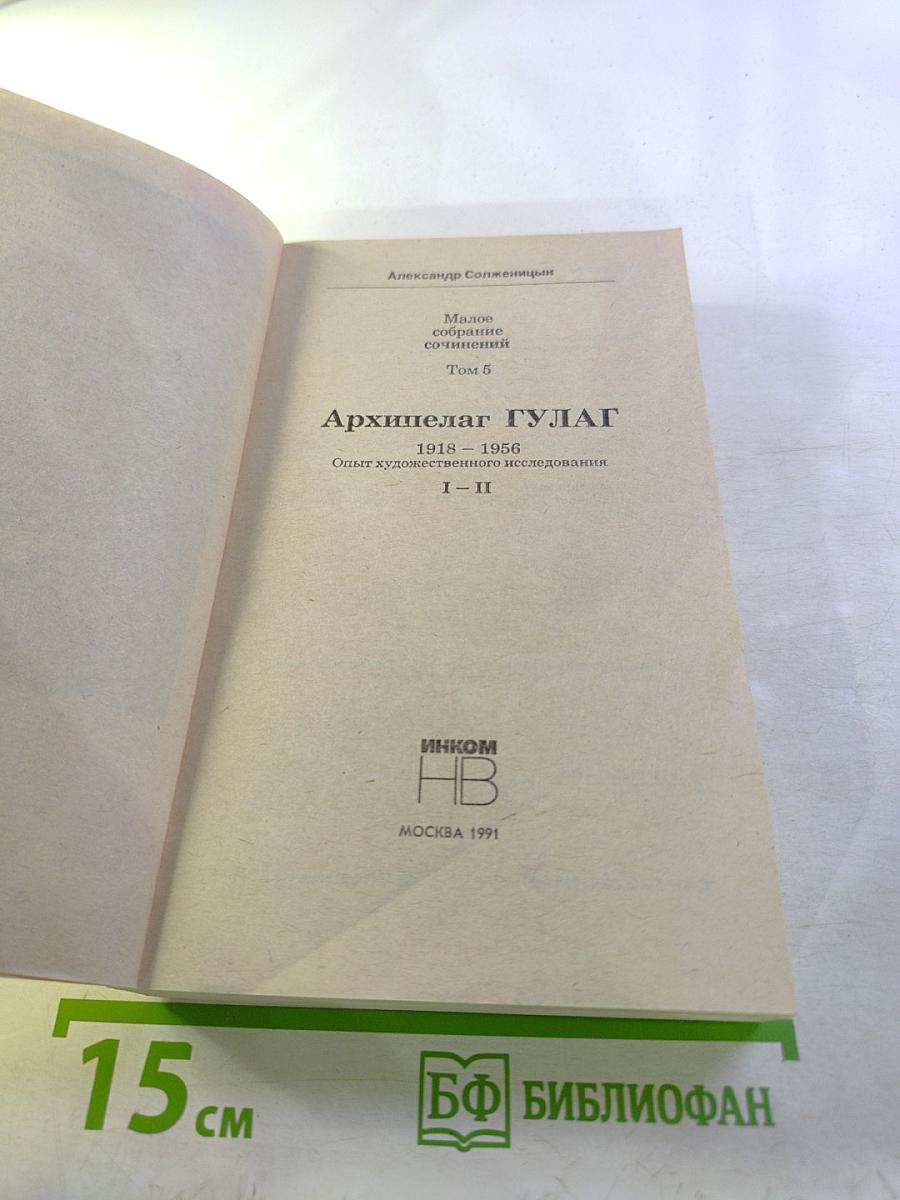 Александр Солженицын
Малое
собрание
сочинений
Том 5
Архипелаг ГУЛАГ
1918 – 1956
Опыт художественного исследования
I – II
ИНКОМ
НВ
МОСКВА 1991
15 см
БФ БИБЛИОФАН